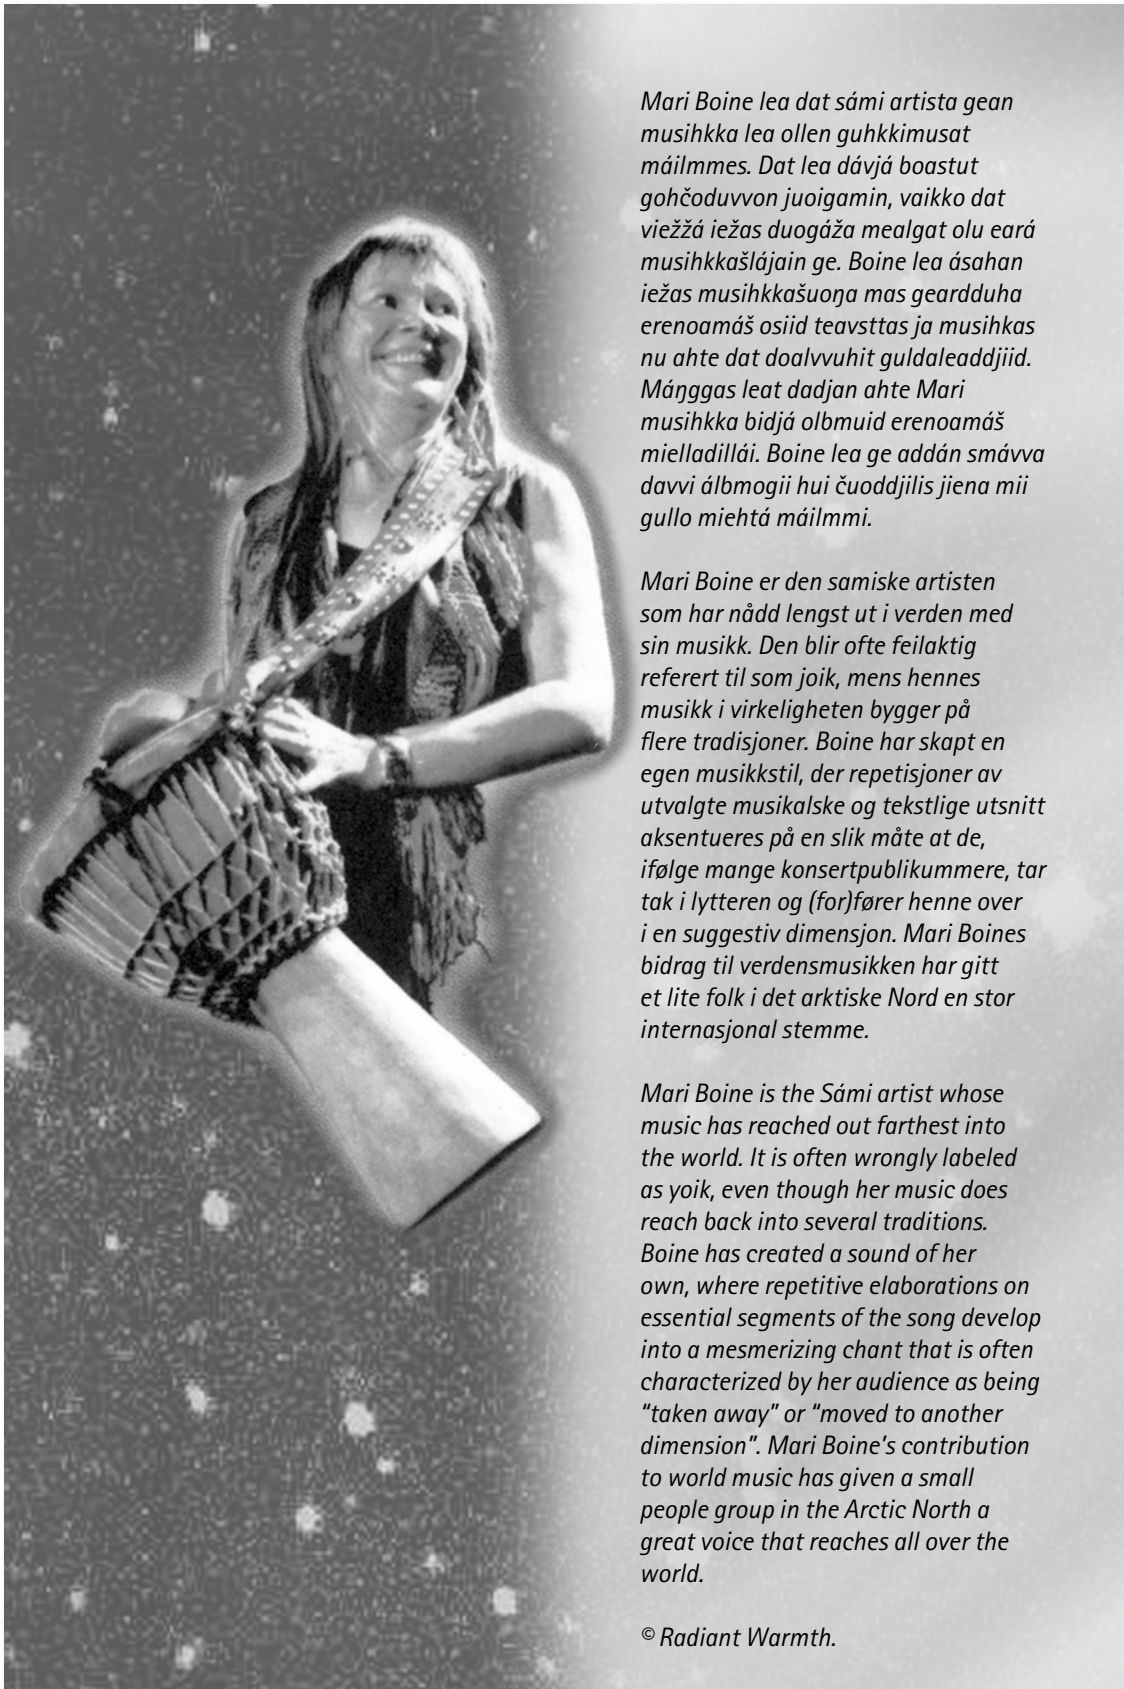 Mari Boine lea dat sámi artista gean
musihkka lea ollen guhkkimusat
máilmmes. Dat lea dávjá boastut
gohčoduvvon juoigamin, vaikko dat
viežžá iežas duogáža mealgat olu eará
musihkkašlájain ge. Boine lea ásahan
iežas musihkkašuoŋa mas geardduha
erenoamáš osiid teavsttas ja musihkas
nu ahte dat doalvvuhit guldaleaddjiid.
Máŋggas leat dadjan ahte Mari
musihkka bidjá olbmuid erenoamáš
mielladillái. Boine lea ge addán smávva
davvi álbmogii hui čuoddjilis jiena mii
gullo miehtá máilmmi.

Mari Boine er den samiske artisten
som har nådd lengst ut i verden med
sin musikk. Den blir ofte feilaktig
referert til som joik, mens hennes
musikk i virkeligheten bygger på
flere tradisjoner. Boine har skapt en
egen musikkstil, der repetisjoner av
utvalgte musikalske og tekstlige utsnitt
aksentueres på en slik måte at de,
ifølge mange konsertpublikummere, tar
tak i lytteren og (for)fører henne over
i en suggestiv dimensjon. Mari Boines
bidrag til verdensmusikken har gitt
et lite folk i det arktiske Nord en stor
internasjonal stemme.

Mari Boine is the Sámi artist whose
music has reached out farthest into
the world. It is often wrongly labeled
as yoik, even though her music does
reach back into several traditions.
Boine has created a sound of her
own, where repetitive elaborations on
essential segments of the song develop
into a mesmerizing chant that is often
characterized by her audience as being
“taken away” or “moved to another
dimension”. Mari Boine’s contribution
to world music has given a small
people group in the Arctic North a
great voice that reaches all over the
world.

© Radiant Warmth.